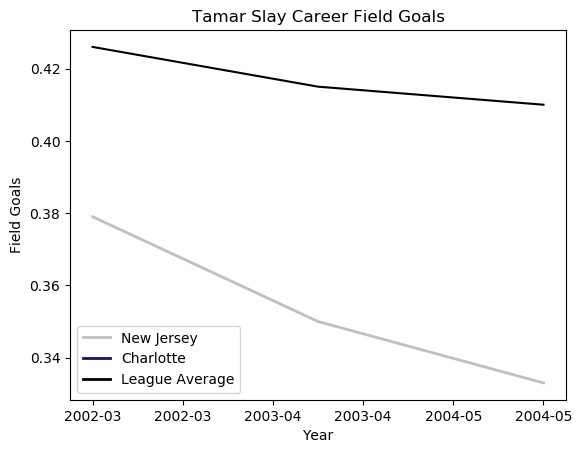 Tamar Slay Career Field Goals
Field Goals
0.42
0.40
0.38
0.36
0.34
New Jersey
Charlotte
League Average
2002-03 2002-03 2003-04 2003-04 2004-05 2004-05
Year